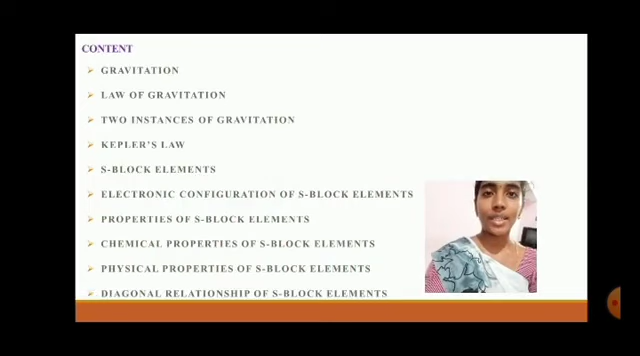 CONTENT
GRAVITATION
LAW OF GRAVITATION
TWO INSTANCES OF GRAVITATION
KEPLER'S LAW
S-BLOCK ELEMENTS
ELECTRONIC CONFIGURATION OF S-BLOCK ELEMENTS
PROPERTIES OF S-BLOCK ELEMENTS
CHEMICAL PROPERTIES OF S-BLOCK ELEMENTS
PHYSICAL PROPERTIES OF S-BLOCK ELEMENTS
DIAGONAL RELATIONSHIP OF S-BLOCK ELEMENTS